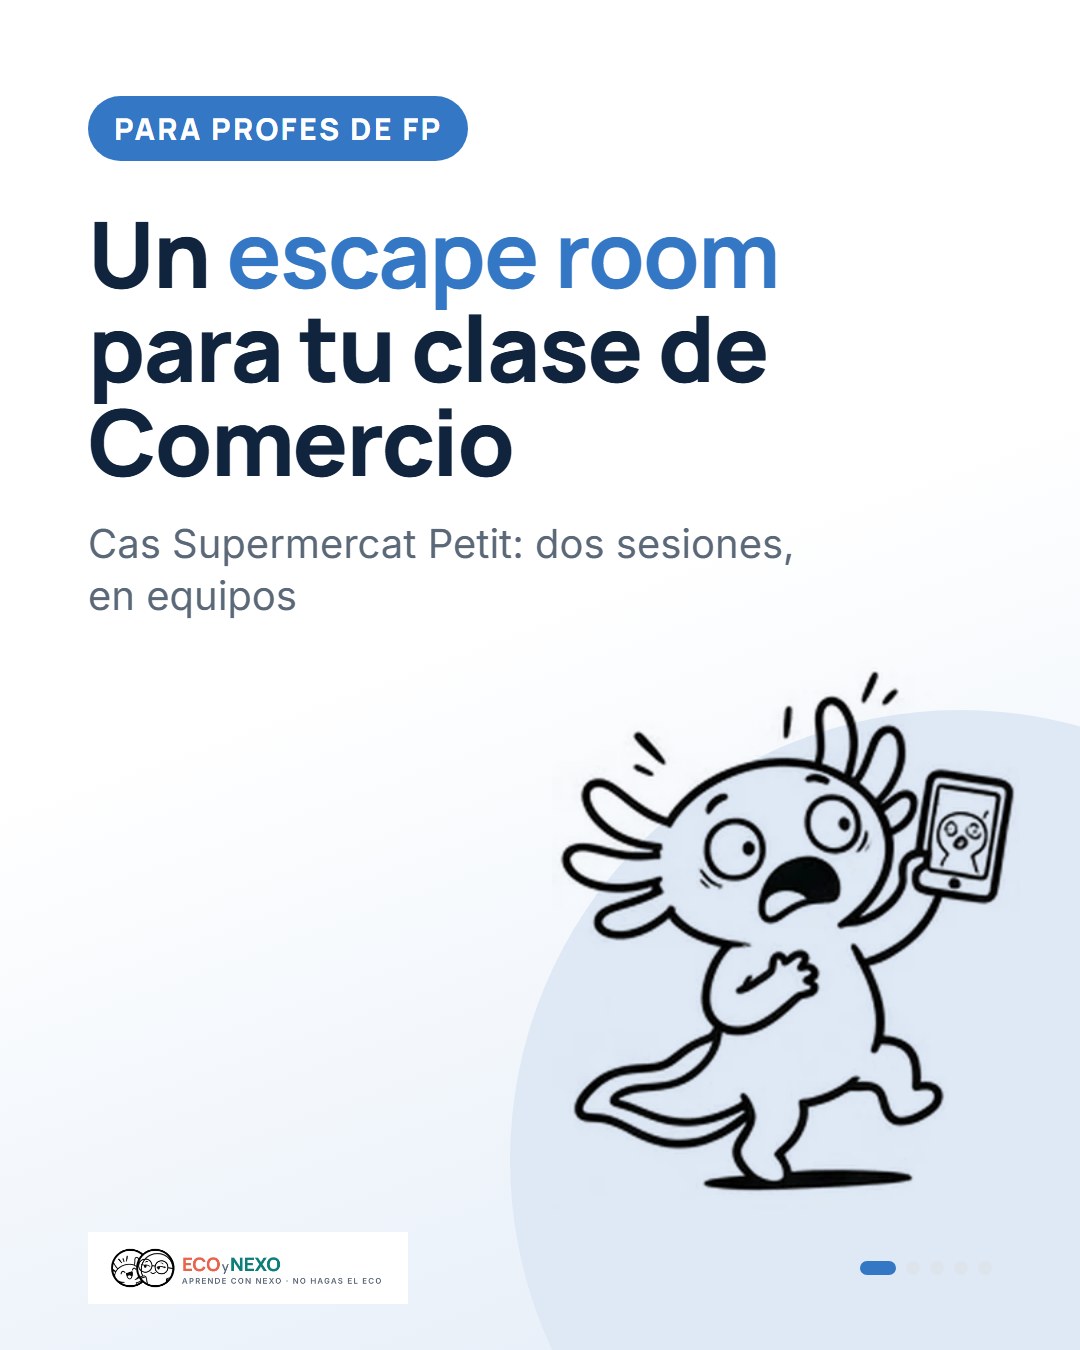 PARA PROFES DE FP
Un escape room
para tu clase de
Comercio
Cas Supermercat Petit: dos sesiones,
en equipos
ECOyNEXO
APRENDE CON NEXO · NO HAGAS EL ECO